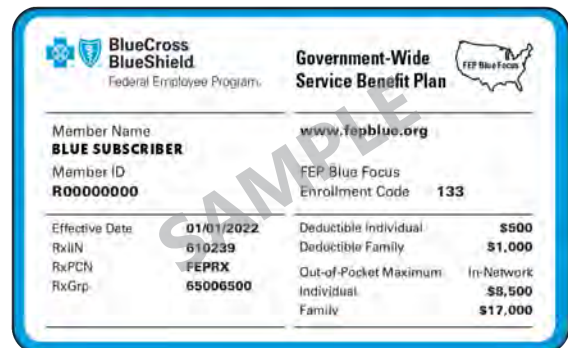 BlueCross
BlueShield
Federal Employee Program.
Government-Wide
Service Benefit Plan
FEP Blue Focus
Member Name
BLUE SUBSCRIBER
Member ID
R00000000
www.fepblue.org
FEP Blue Focus
Enrollment Code 133
Effective Date 01/01/2022
RxIIN 610239
RxPCN FEPRX
RxGrp 65006500
Deductible Individual $500
Deductible Family $1,000
Out-of-Pocket Maximum In-Network
Individual $8,500
Family $17,000
SAMPLE